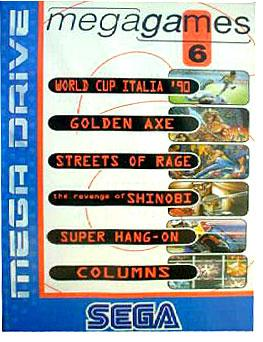 megagames
6
WORLD CUP ITALIA '90
GOLDEN AXE
STREETS OF RAGE
the revenge of SHINOBI
SUPER HANG-ON
COLUMNS
MEGA DRIVE
SEGA